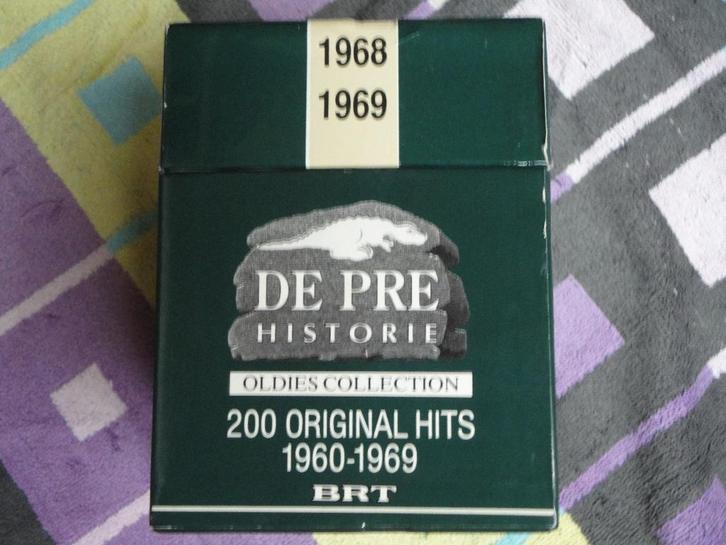 1968
1969
DE PRE
HISTORIE
OLDIES COLLECTION
200 ORIGINAL HITS
1960-1969
BRT